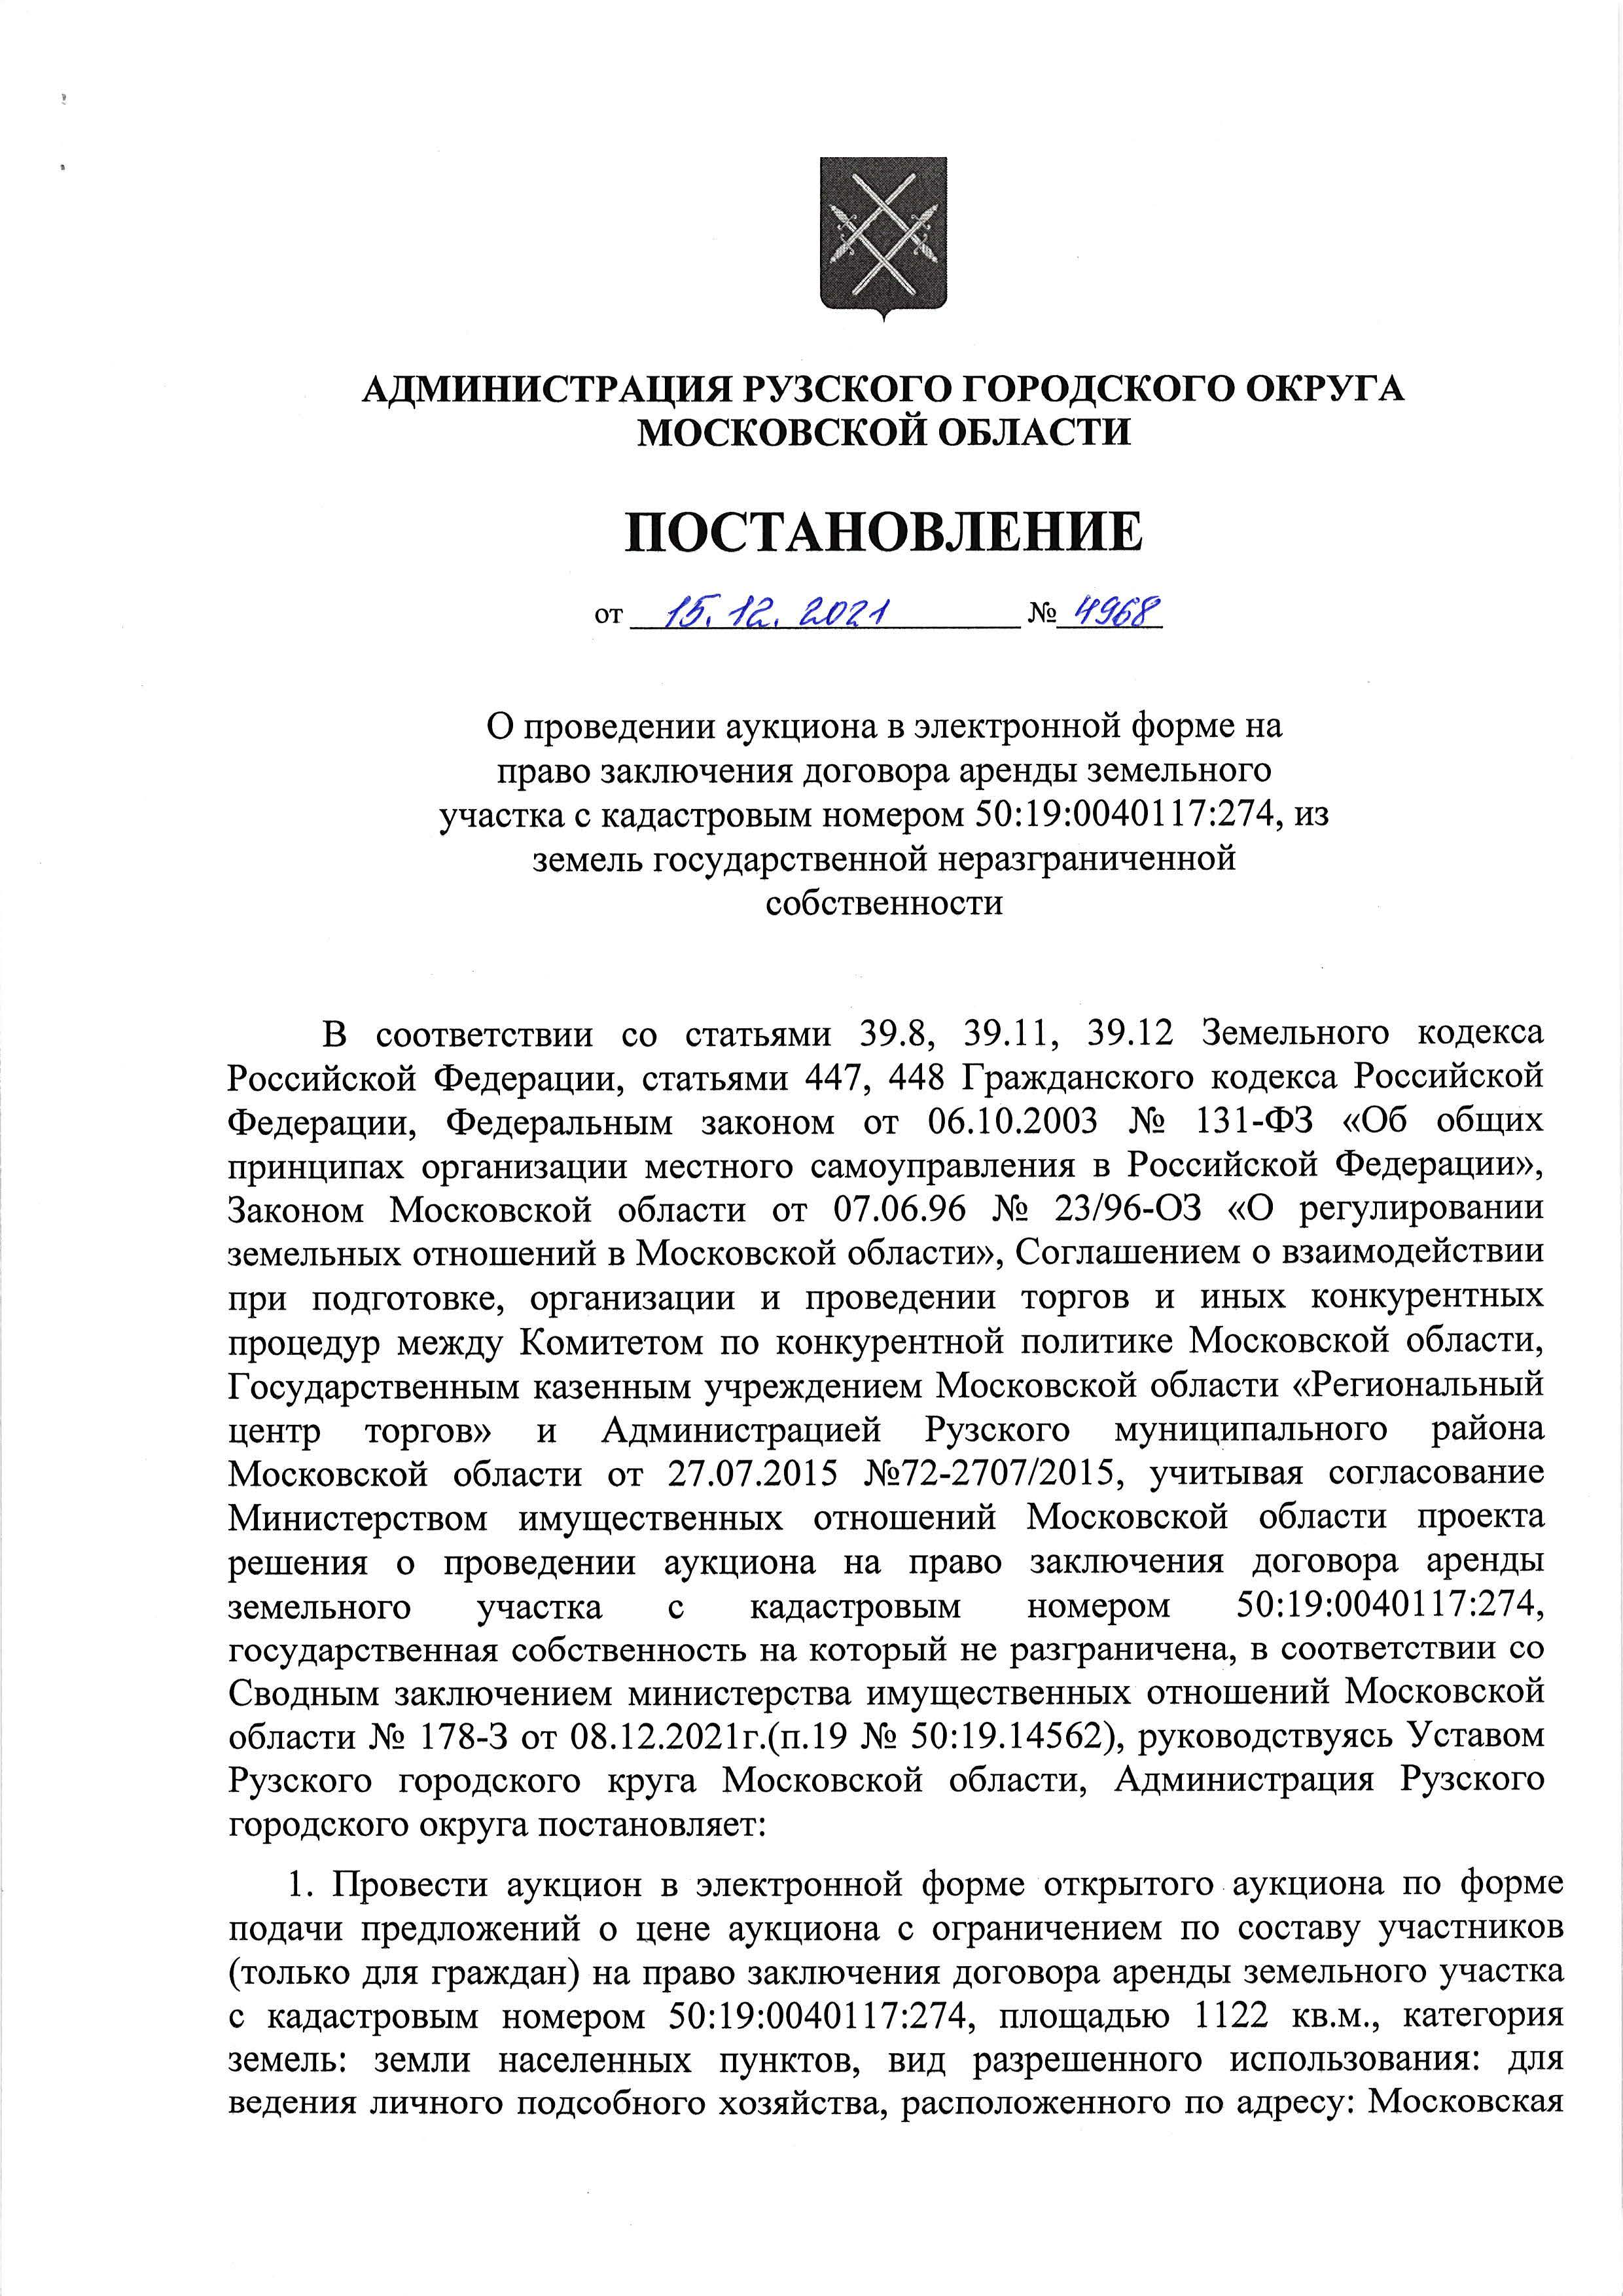 АДМИНИСТРАЦИЯ РУЗСКОГО ГОРОДСКОГО ОКРУГА
МОСКОВСКОЙ ОБЛАСТИ
ПОСТАНОВЛЕНИЕ
от 15.12.2021 № 4968
О проведении аукциона в электронной форме на
право заключения договора аренды земельного
участка с кадастровым номером 50:19:0040117:274, из
земель государственной неразграниченной
собственности
В соответствии со статьями 39.8, 39.11, 39.12 Земельного кодекса
Российской Федерации, статьями 447, 448 Гражданского кодекса Российской
Федерации, Федеральным законом от 06.10.2003 № 131-ФЗ «Об общих
принципах организации местного самоуправления в Российской Федерации»,
Законом Московской области от 07.06.96 № 23/96-ОЗ «О регулировании
земельных отношений в Московской области», Соглашением о взаимодействии
при подготовке, организации и проведении торгов и иных конкурентных
процедур между Комитетом по конкурентной политике Московской области,
Государственным казенным учреждением Московской области «Региональный
центр торгов» и Администрацией Рузского муниципального района
Московской области от 27.07.2015 №72-2707/2015, учитывая согласование
Министерством имущественных отношений Московской области проекта
решения о проведении аукциона на право заключения договора аренды
земельного участка с кадастровым номером 50:19:0040117:274,
государственная собственность на который не разграничена, в соответствии со
Сводным заключением министерства имущественных отношений Московской
области № 178-З от 08.12.2021г.(п.19 № 50:19.14562), руководствуясь Уставом
Рузского городского круга Московской области, Администрация Рузского
городского округа постановляет:
1. Провести аукцион в электронной форме открытого аукциона по форме
подачи предложений о цене аукциона с ограничением по составу участников
(только для граждан) на право заключения договора аренды земельного участка
с кадастровым номером 50:19:0040117:274, площадью 1122 кв.м., категория
земель: земли населенных пунктов, вид разрешенного использования: для
ведения личного подсобного хозяйства, расположенного по адресу: Московская